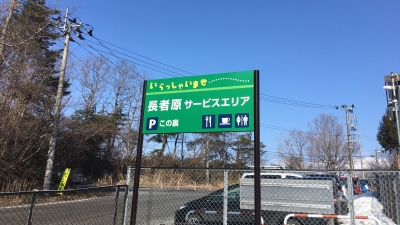 いらっしゃいませ
長者原 サービスエリア
P この裏